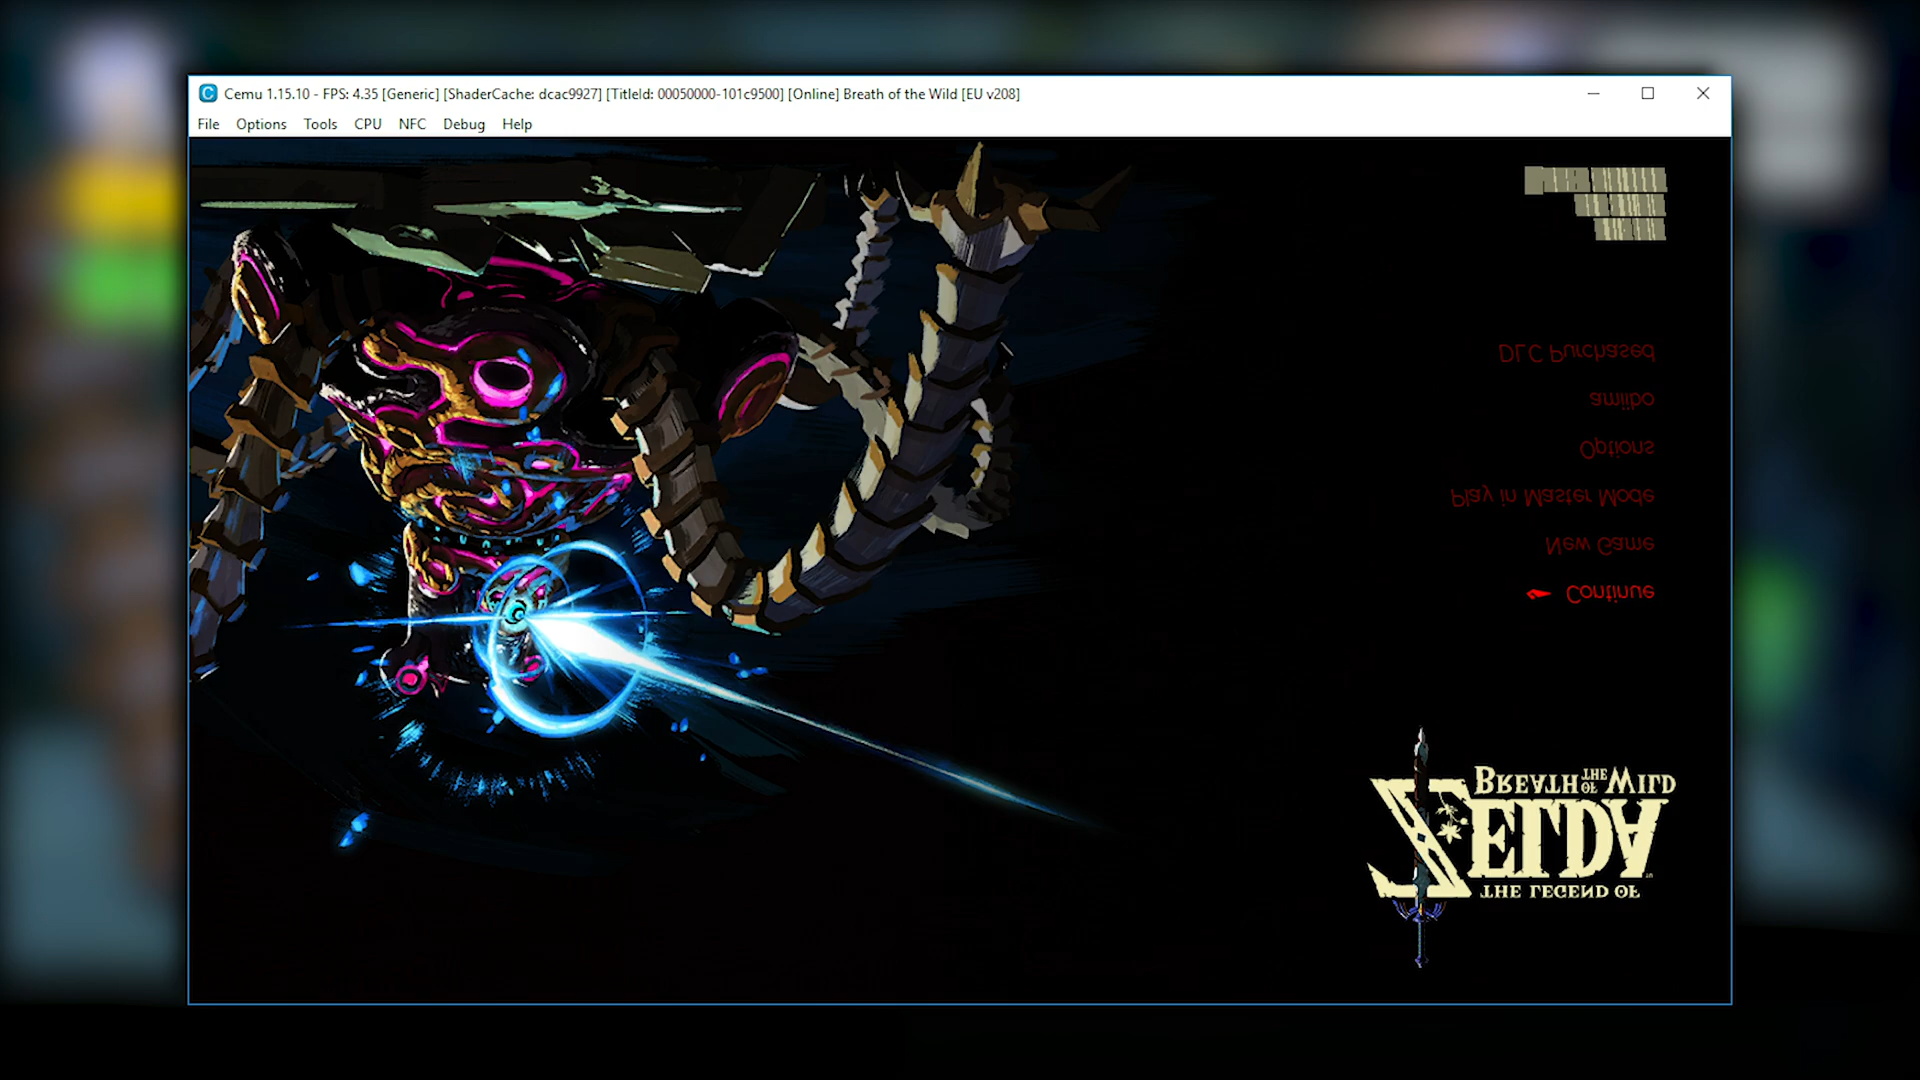 Cemu 1.15.10 - FPS: 4.35 [Generic] [ShaderCache: dcac9927] [TitleId: 00050000-101c9500] [Online] Breath of the Wild [EU v208]
File Options Tools CPU NFC Debug Help
DLC Purchased
amiibo
Options
Play in Master Mode
New Game
Continue
BREATH OF THE WILD
ZELDA
THE LEGEND OF